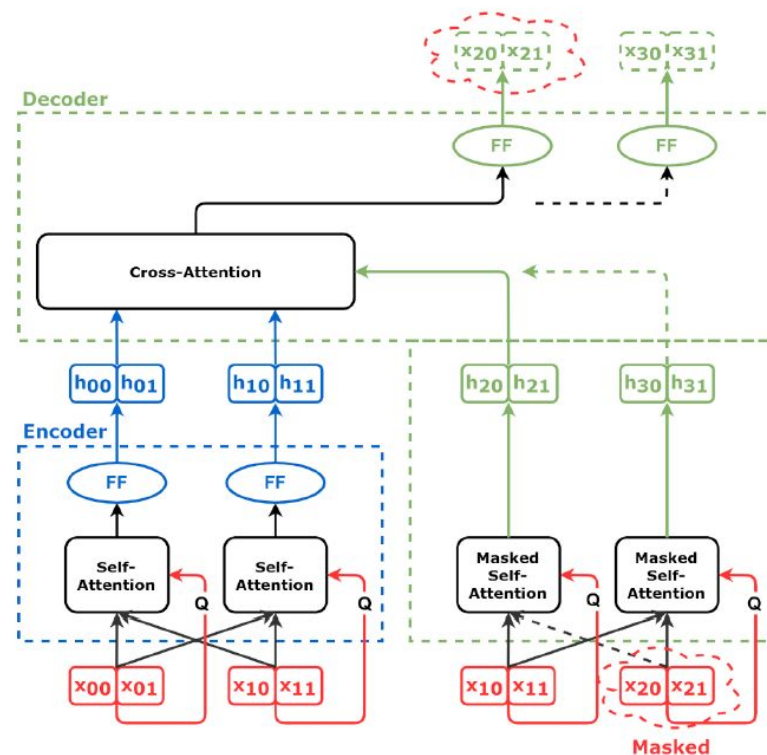 x20 x21 x30 x31
Decoder
FF FF
Cross-Attention
h00 h01 h10 h11 h20 h21 h30 h31
Encoder
FF FF
Self-
Attention
Self-
Attention
Masked
Self-
Attention
Masked
Self-
Attention
Q Q Q Q
x00 x01 x10 x11 x10 x11 x20 x21
Masked